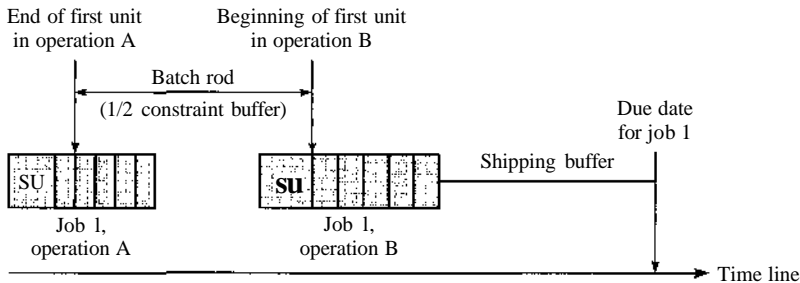 End of first unit
in operation A
Beginning of first unit
in operation B
Batch rod
(1/2 constraint buffer)
Due date
for job 1
SU
su
Shipping buffer
Job 1,
operation A
Job 1,
operation B
Time line